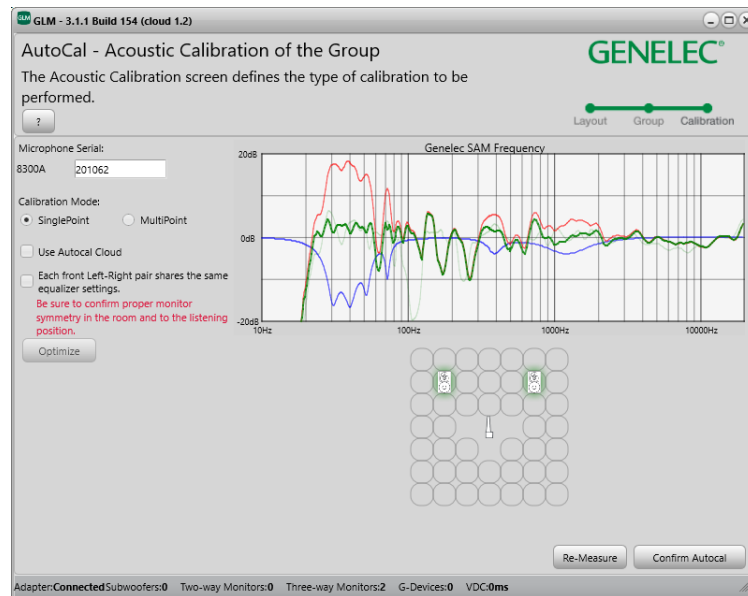 GLM - 3.1.1 Build 154 (cloud 1.2)
AutoCal - Acoustic Calibration of the Group
The Acoustic Calibration screen defines the type of calibration to be
performed.
?
GENELEC®
Layout Group Calibration
Microphone Serial:
8300A 201062
Calibration Mode:
SinglePoint MultiPoint
Use Autocal Cloud
Each front Left-Right pair shares the same
equalizer settings.
Be sure to confirm proper monitor
symmetry in the room and to the listening
position.
Optimize
Genelec SAM Frequency
20dB
0dB
-20dB
10Hz 100Hz 1000Hz 10000Hz
Re-Measure Confirm Autocal
Adapter:Connected Subwoofers:0 Two-way Monitors:0 Three-way Monitors:2 G-Devices:0 VDC:0ms